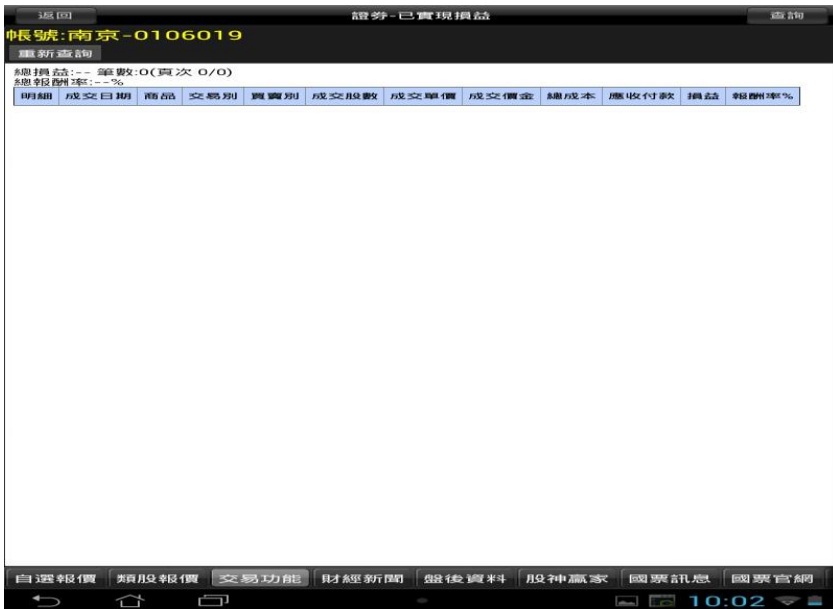 返回 證券-已實現損益 查詢
帳號:南京-0106019
重新查詢
總損益:-- 筆數:0(頁次 0/0)
總報酬率:--%
明細 成交日期 商品 交易別 買賣別 成交股數 成交單價 成交價金 總成本 應收付款 損益 報酬率%
自選報價 類股報價 交易功能 財經新聞 盤後資料 股神贏家 國票訊息 國票官網
10:02